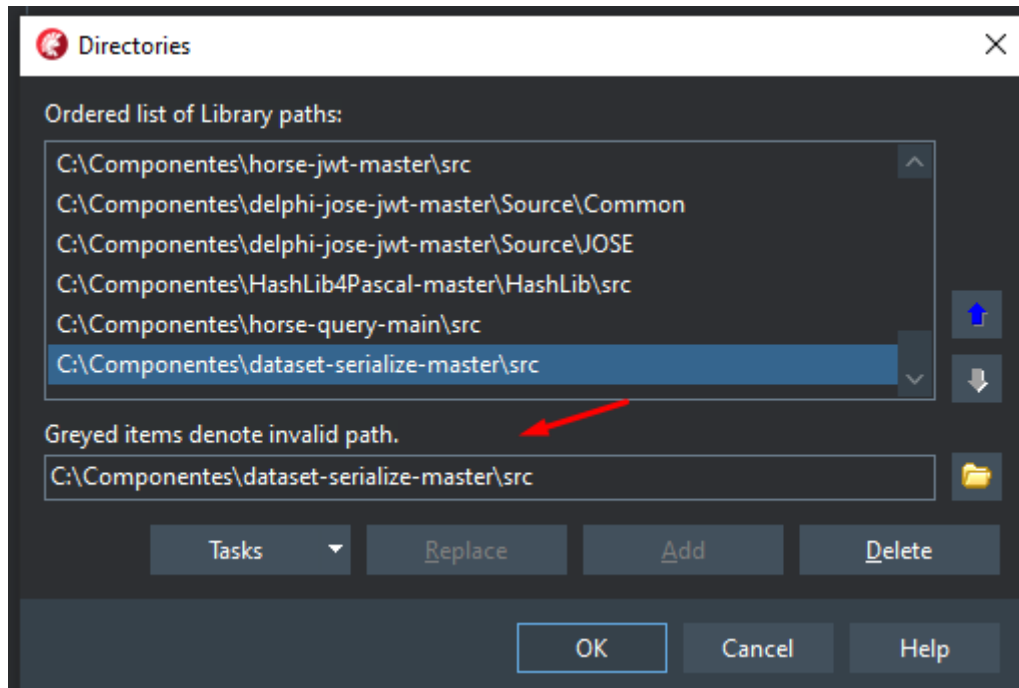 Directories
Ordered list of Library paths:
C:\Componentes\horse-jwt-master\src
C:\Componentes\delphi-jose-jwt-master\Source\Common
C:\Componentes\delphi-jose-jwt-master\Source\JOSE
C:\Componentes\HashLib4Pascal-master\HashLib\src
C:\Componentes\horse-query-main\src
C:\Componentes\dataset-serialize-master\src
Greyed items denote invalid path.
C:\Componentes\dataset-serialize-master\src
Tasks Replace Add Delete
OK Cancel Help